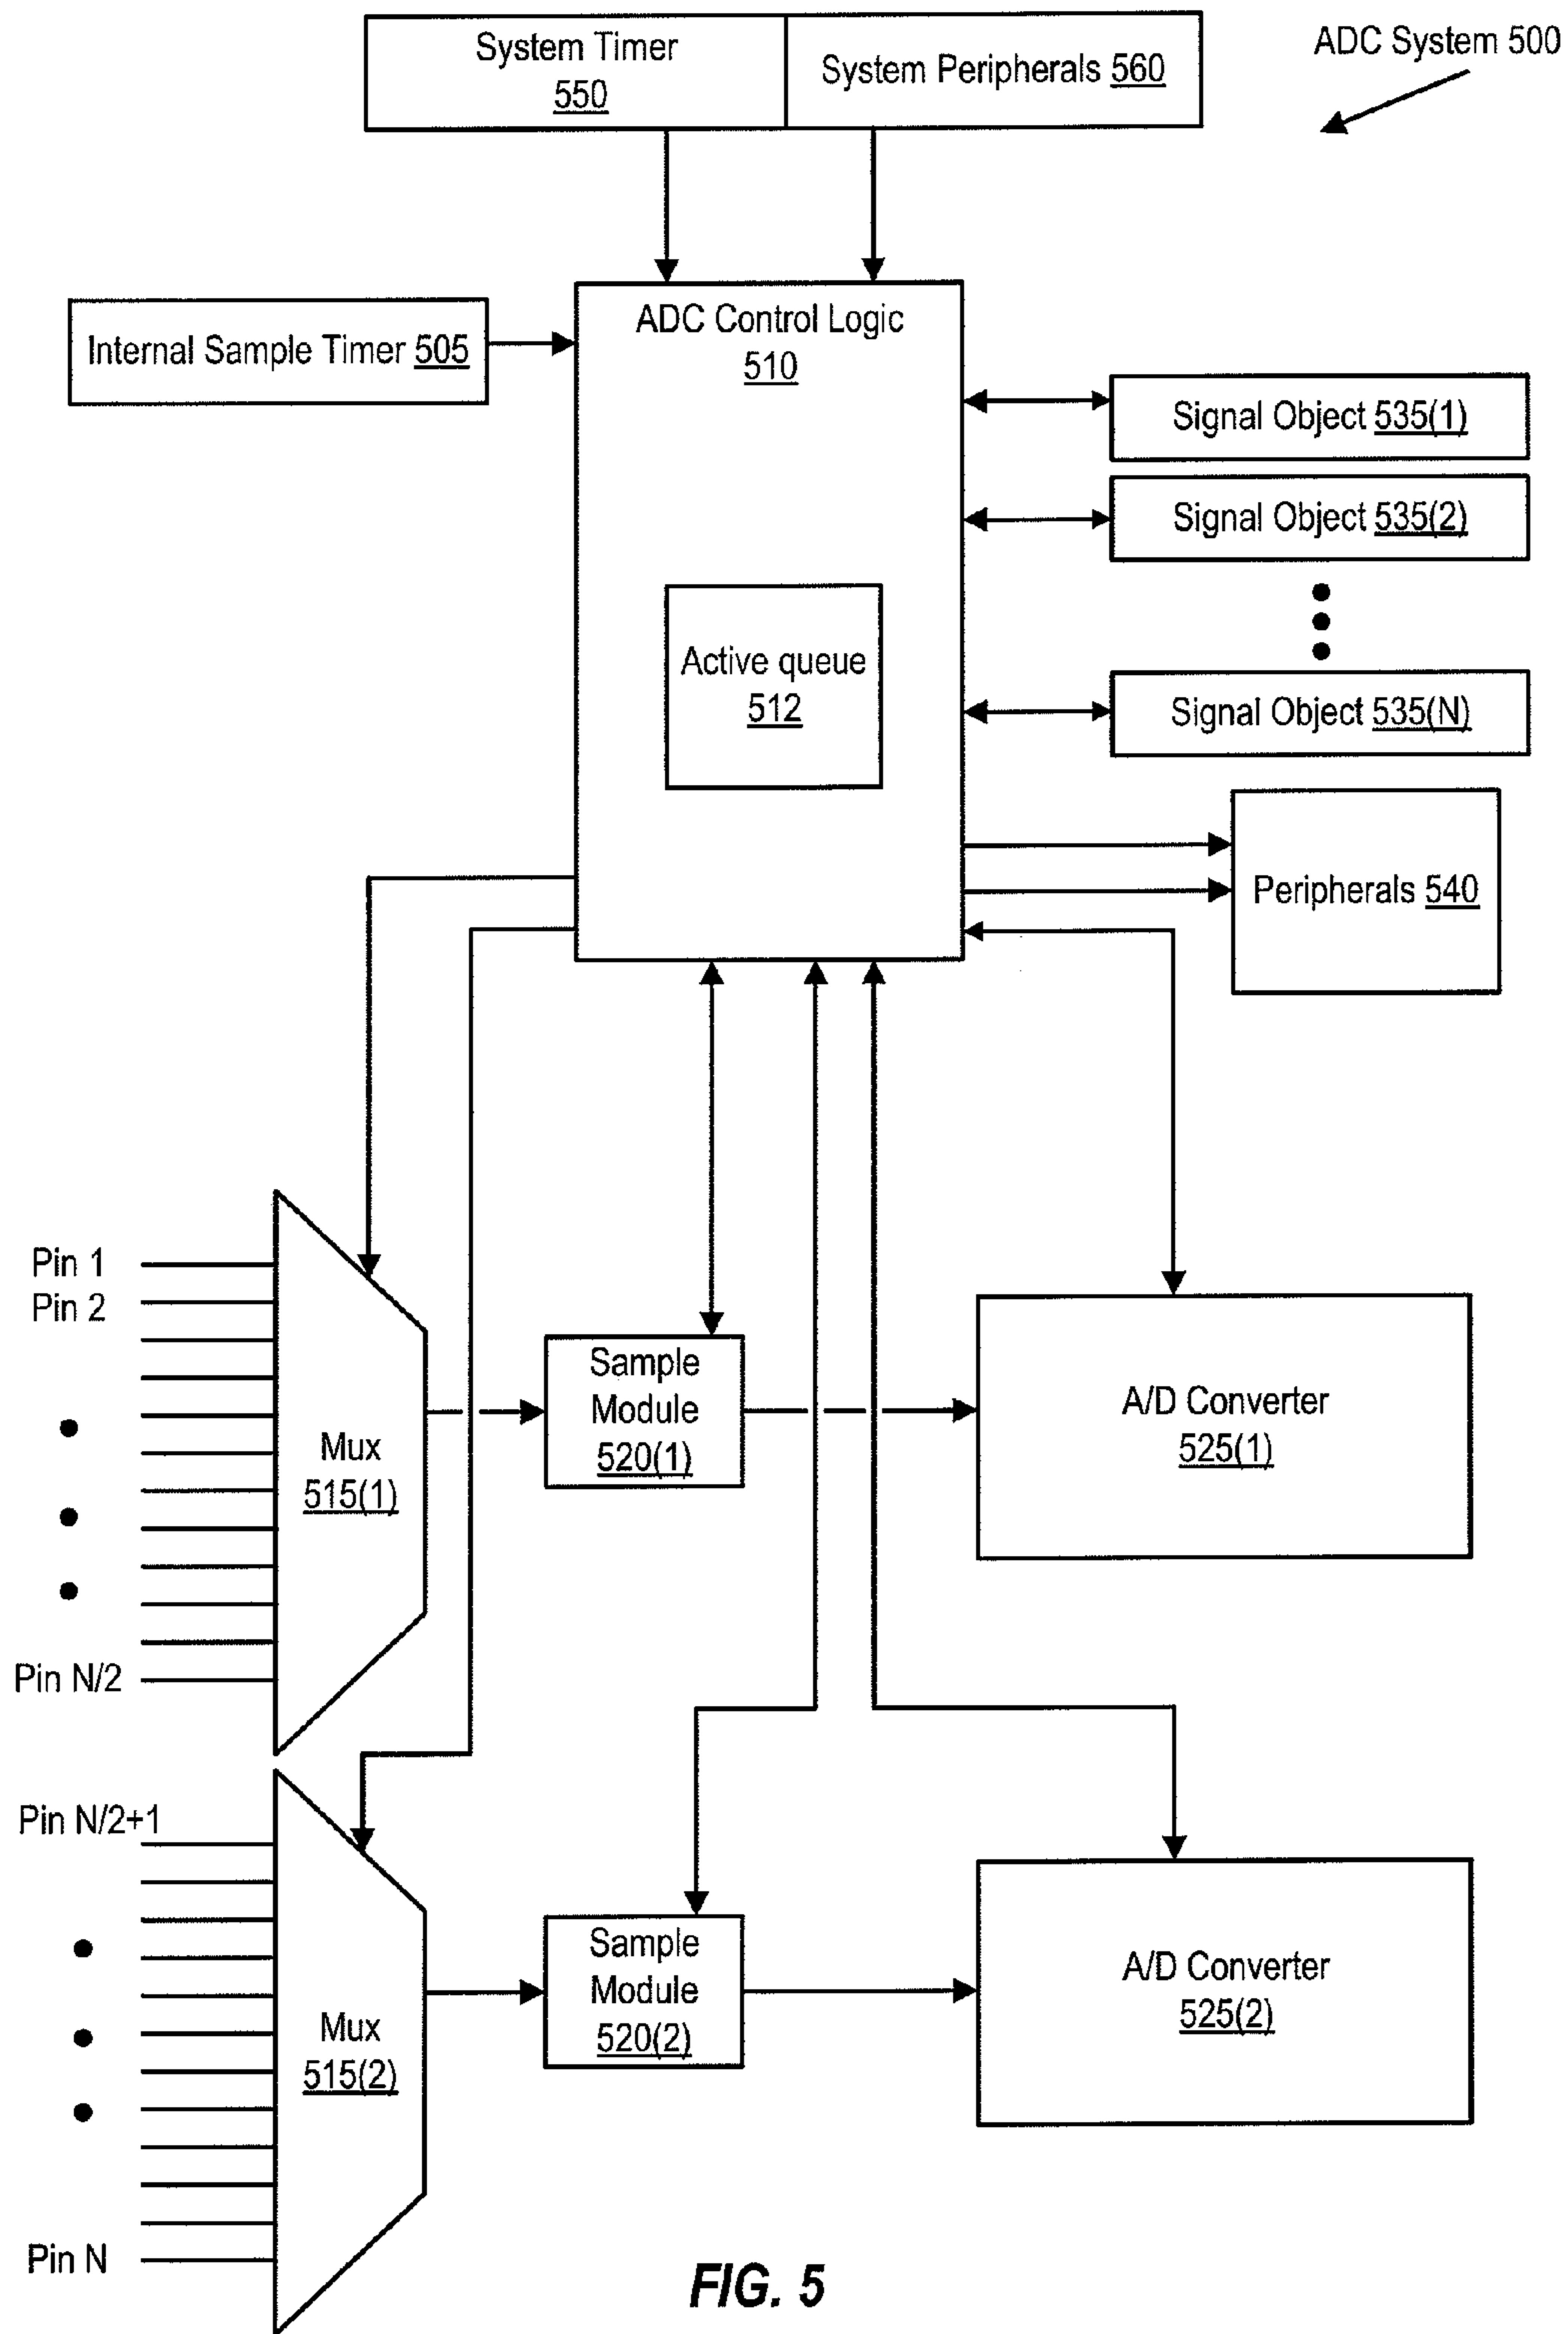 System Timer
550
System Peripherals 560
ADC System 500
Internal Sample Timer 505
ADC Control Logic
510
Signal Object 535(1)
Signal Object 535(2)
Active queue
512
Signal Object 535(N)
Peripherals 540
Pin 1
Pin 2
Pin N/2
Mux
515(1)
Sample
Module
520(1)
A/D Converter
525(1)
Pin N/2+1
Pin N
Mux
515(2)
Sample
Module
520(2)
A/D Converter
525(2)
FIG. 5